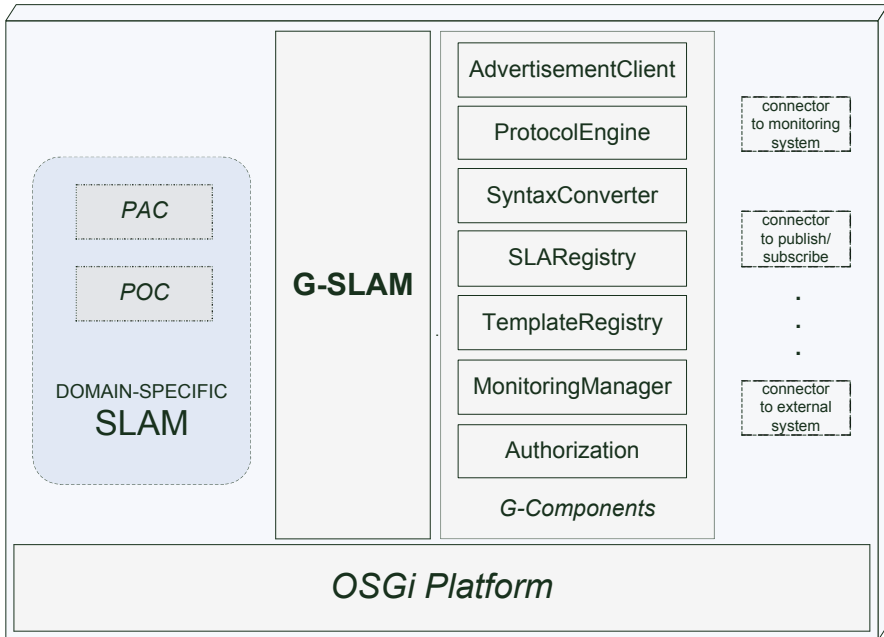 PAC
POC
DOMAIN-SPECIFIC
SLAM
G-SLAM
AdvertisementClient
ProtocolEngine
SyntaxConverter
SLARegistry
TemplateRegistry
MonitoringManager
Authorization
G-Components
connector
to monitoring
system
connector
to publish/
subscribe
.
.
.
connector
to external
system
OSGi Platform